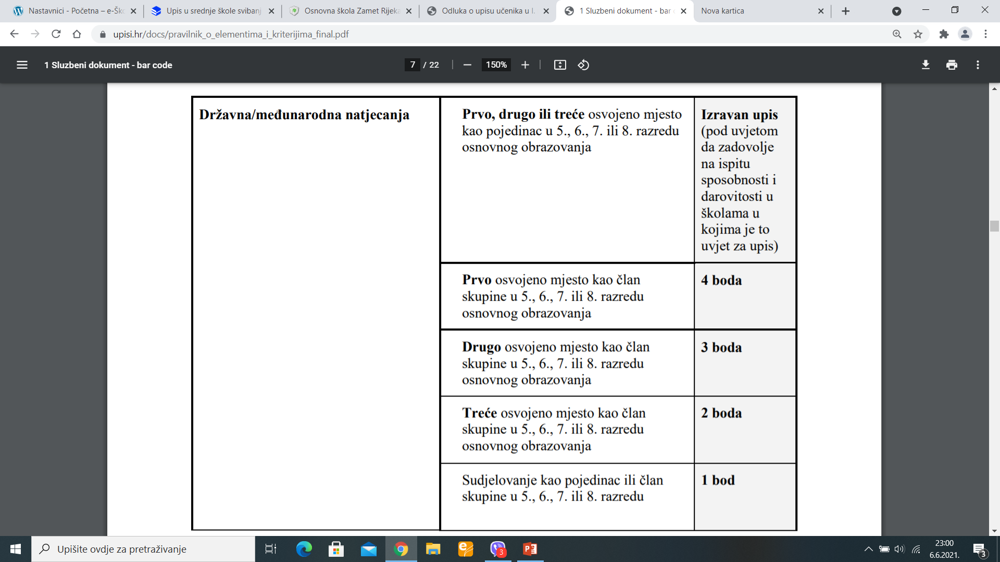 Nastavnici - Početna – e-Ško
Upis u srednje škole svibanj
Osnovna škola Zamet Rijeka
Odluka o upisu učenika u I.
1 Sluzbeni dokument - bar c
Nova kartica
upisi.hr/docs/pravilnik_o_elementima_i_kriterijima_final.pdf
1 Sluzbeni dokument - bar code
7 / 22
150%
Državna/međunarodna natjecanja
Prvo, drugo ili treće osvojeno mjesto
kao pojedinac u 5., 6., 7. ili 8. razredu
osnovnog obrazovanja
Izravan upis
(pod uvjetom
da zadovolje
na ispitu
sposobnosti i
darovitosti u
školama u
kojima je to
uvjet za upis)
Prvo osvojeno mjesto kao član
skupine u 5., 6., 7. ili 8. razredu
osnovnog obrazovanja
4 boda
Drugo osvojeno mjesto kao član
skupine u 5., 6., 7. ili 8. razredu
osnovnog obrazovanja
3 boda
Treće osvojeno mjesto kao član
skupine u 5., 6., 7. ili 8. razredu
osnovnog obrazovanja
2 boda
Sudjelovanje kao pojedinac ili član
skupine u 5., 6., 7. ili 8. razredu
1 bod
Upišite ovdje za pretraživanje
3
23:00
6.6.2021.
3